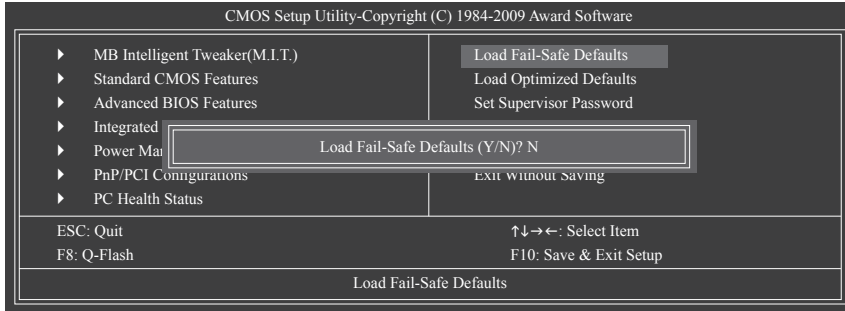 CMOS Setup Utility-Copyright (C) 1984-2009 Award Software
MB Intelligent Tweaker(M.I.T.)
Standard CMOS Features
Advanced BIOS Features
Integrated
Power
PnP/PCI Configurations
PC Health Status
Load Fail-Safe Defaults
Load Optimized Defaults
Set Supervisor Password
Exit Without Saving
Load Fail-Safe Defaults (Y/N)? N
ESC: Quit
↑↓→←: Select Item
F8: Q-Flash
F10: Save & Exit Setup
Load Fail-Safe Defaults